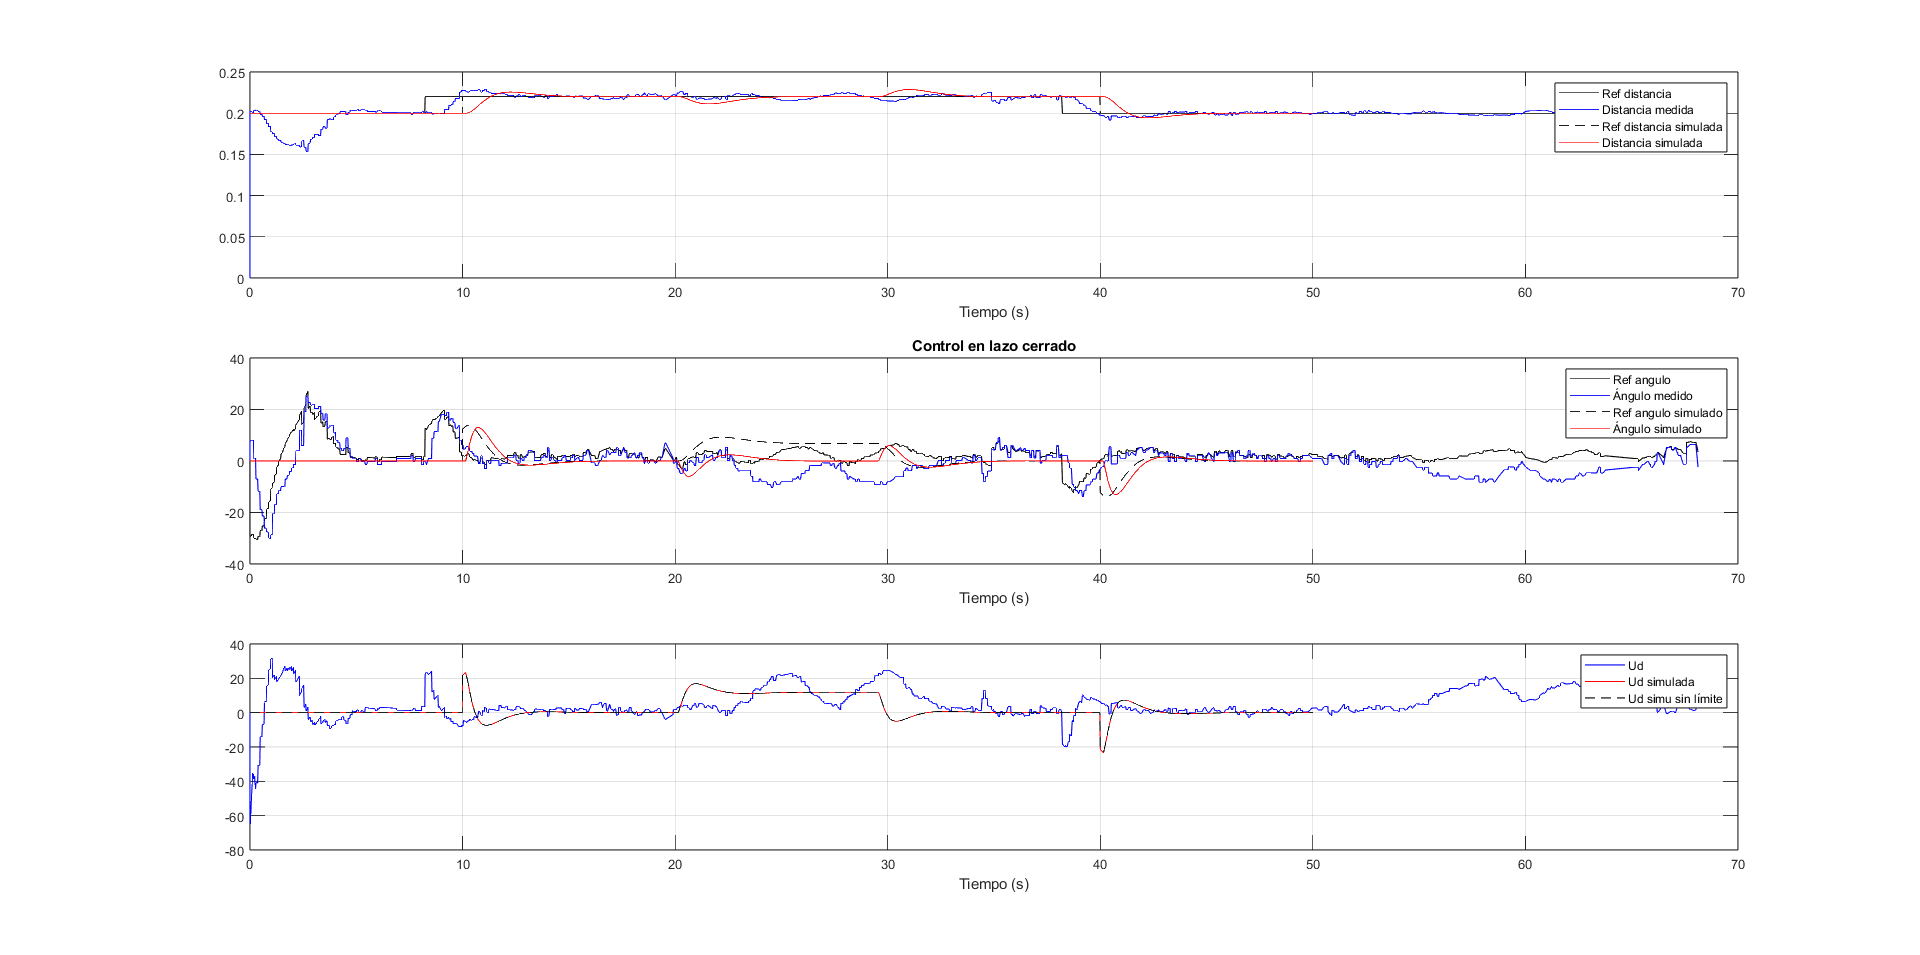 0.25
0.2
0.15
0.1
0.05
0
0 10 20 30 40 50 60 70
Tiempo (s)
Ref distancia
Distancia medida
Ref distancia simulada
Distancia simulada
Control en lazo cerrado
40
20
0
-20
-40
0 10 20 30 40 50 60 70
Tiempo (s)
Ref angulo
Ángulo medido
Ref angulo simulado
Ángulo simulado
40
20
0
-20
-40
-60
-80
0 10 20 30 40 50 60 70
Tiempo (s)
Ud
Ud simulada
Ud simu sin límite